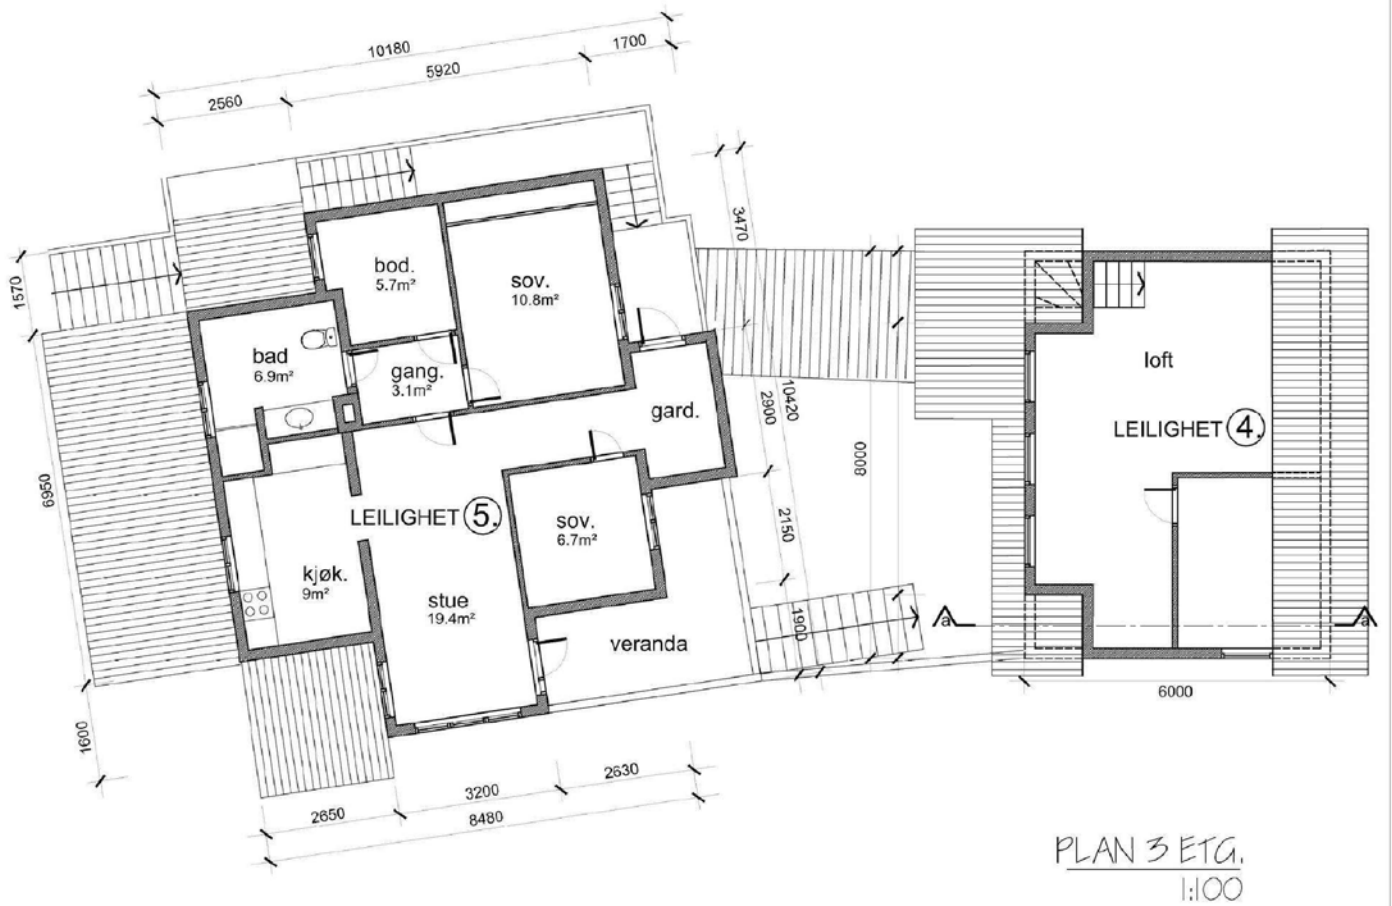 10180
1700
5920
2560
3470
1570
bod.
5.7m²
sov.
10.8m²
bad
6.9m²
gang.
3.1m²
loft
gard.
2900
10420
LEILIGHET 4.
8000
6950
LEILIGHET 5.
sov.
6.7m²
2150
kjøk.
9m²
stue
19.4m²
1900
a
a
veranda
6000
1600
2630
3200
2650
8480
PLAN 3 ETG.
1:100